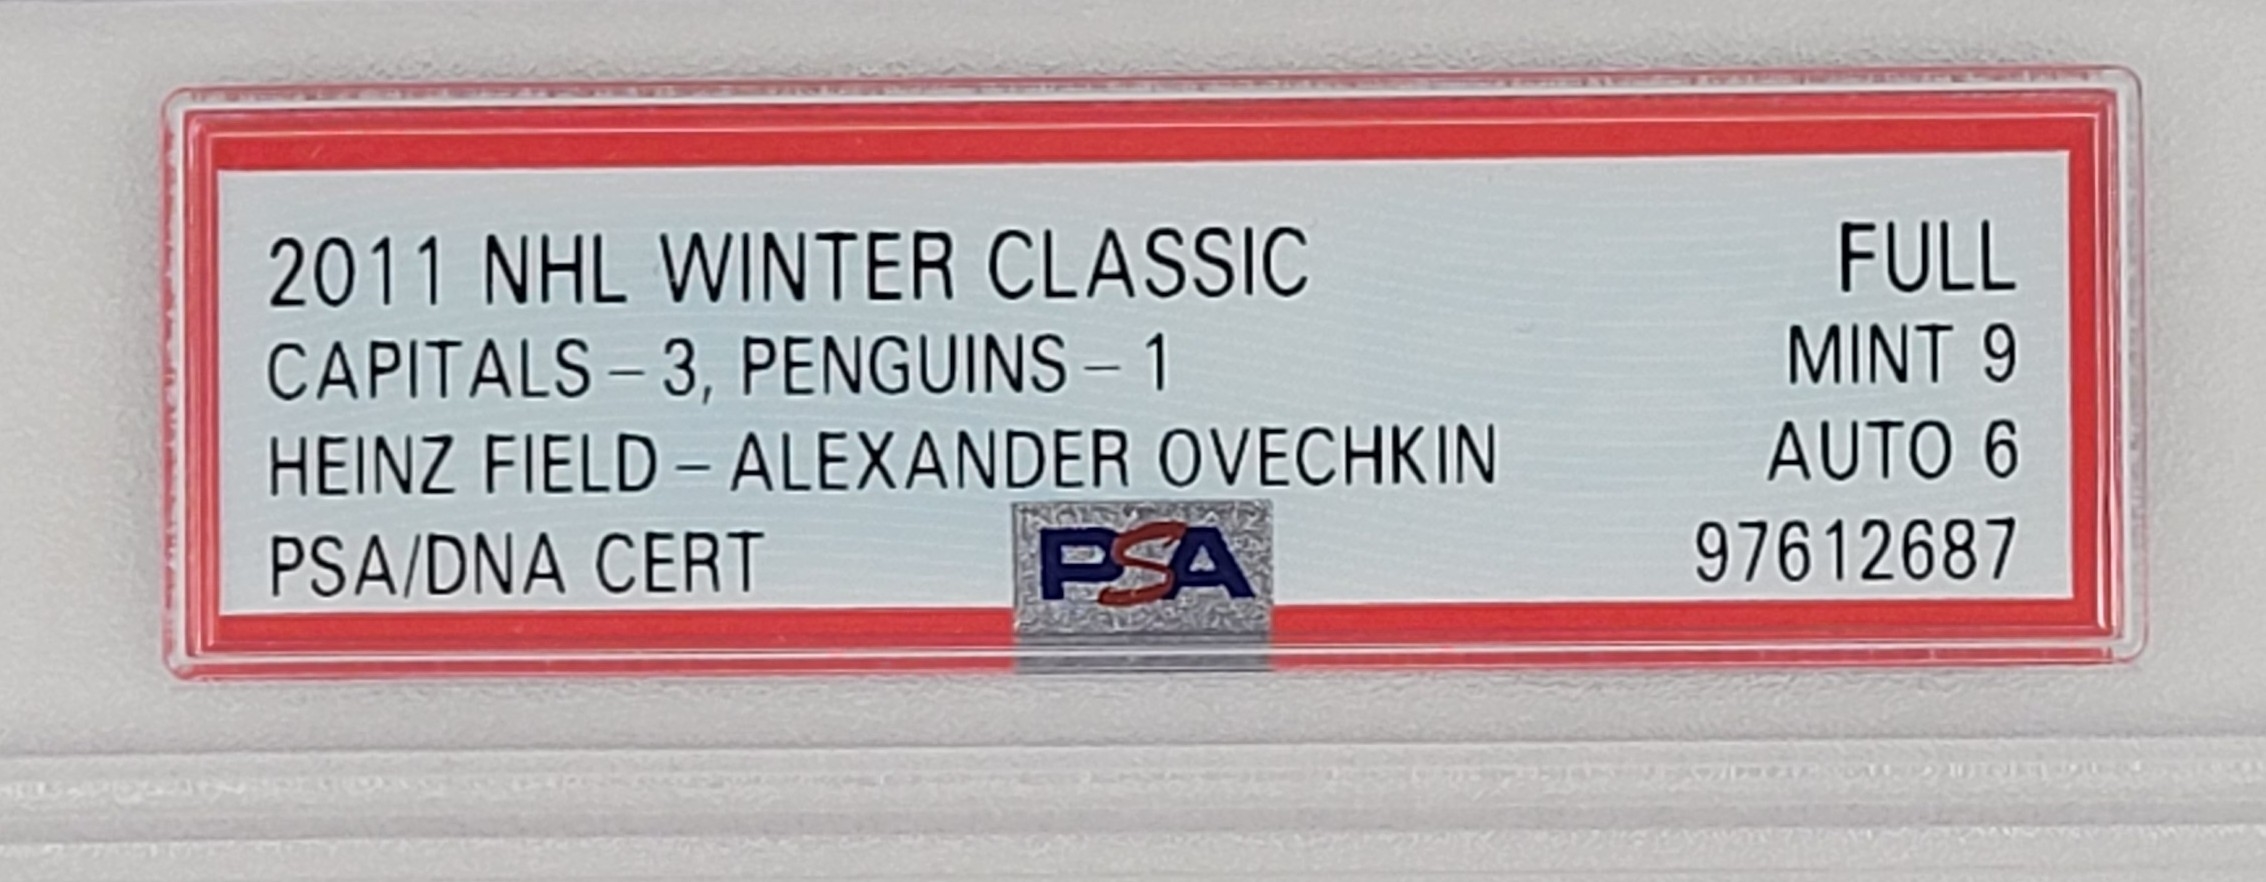 2011 NHL WINTER CLASSIC FULL
CAPITALS – 3, PENGUINS – 1 MINT 9
HEINZ FIELD – ALEXANDER OVECHKIN AUTO 6
PSA/DNA CERT PSA 97612687